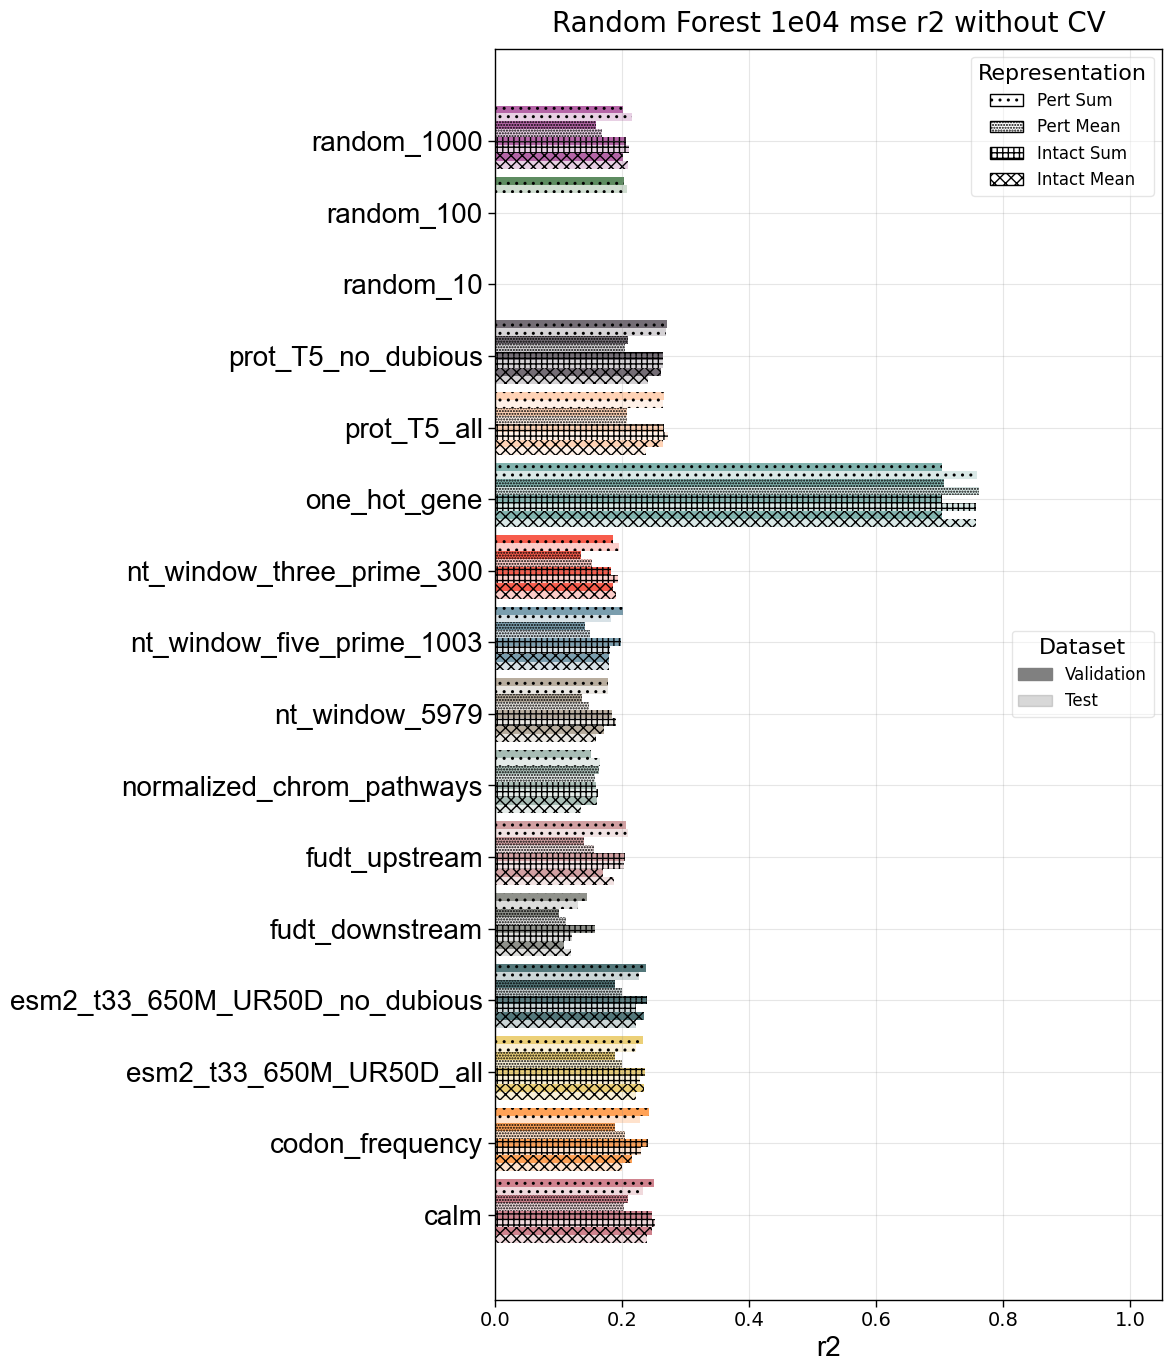 Random Forest 1e04 mse r2 without CV
Representation
Pert Sum
Pert Mean
Intact Sum
Intact Mean
random_1000
random_100
random_10
prot_T5_no_dubious
prot_T5_all
one_hot_gene
nt_window_three_prime_300
nt_window_five_prime_1003
Dataset
Validation
Test
nt_window_5979
normalized_chrom_pathways
fudt_upstream
fudt_downstream
esm2_t33_650M_UR50D_no_dubious
esm2_t33_650M_UR50D_all
codon_frequency
calm
0.0 0.2 0.4 0.6 0.8 1.0
r2